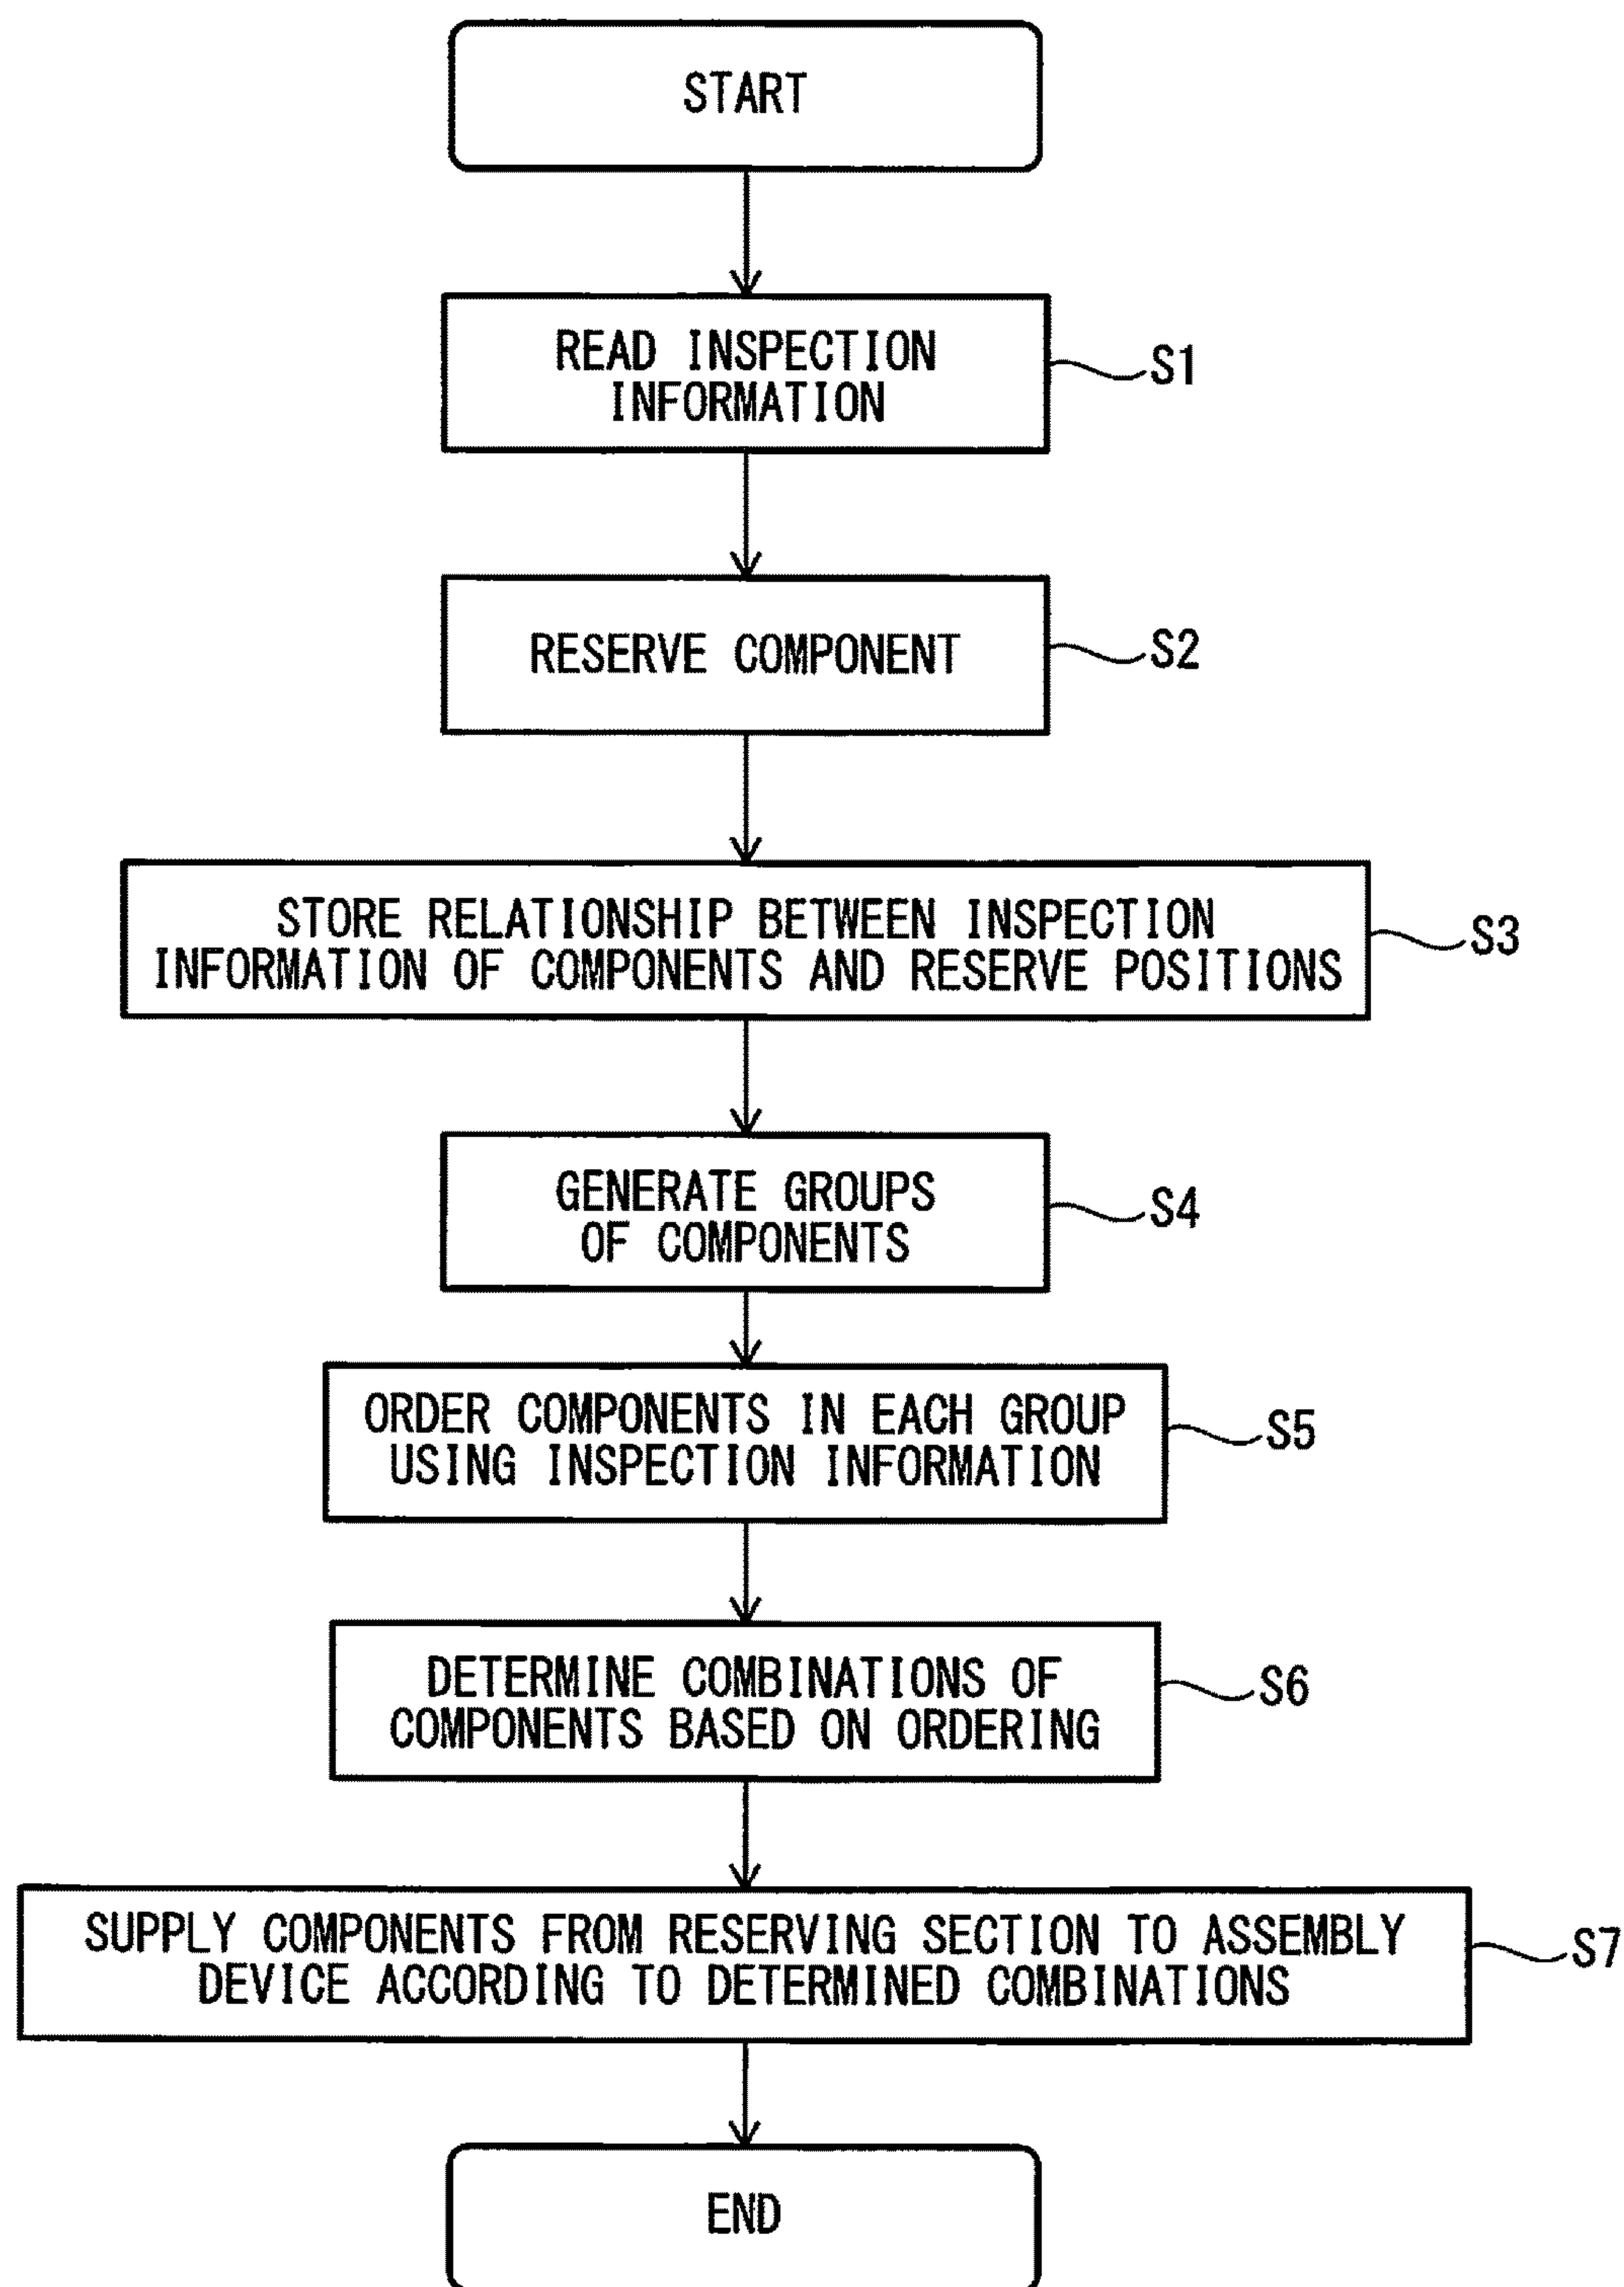 START
READ INSPECTION
INFORMATION
S1
RESERVE COMPONENT
S2
STORE RELATIONSHIP BETWEEN INSPECTION
INFORMATION OF COMPONENTS AND RESERVE POSITIONS
S3
GENERATE GROUPS
OF COMPONENTS
S4
ORDER COMPONENTS IN EACH GROUP
USING INSPECTION INFORMATION
S5
DETERMINE COMBINATIONS OF
COMPONENTS BASED ON ORDERING
S6
SUPPLY COMPONENTS FROM RESERVING SECTION TO ASSEMBLY
DEVICE ACCORDING TO DETERMINED COMBINATIONS
S7
END